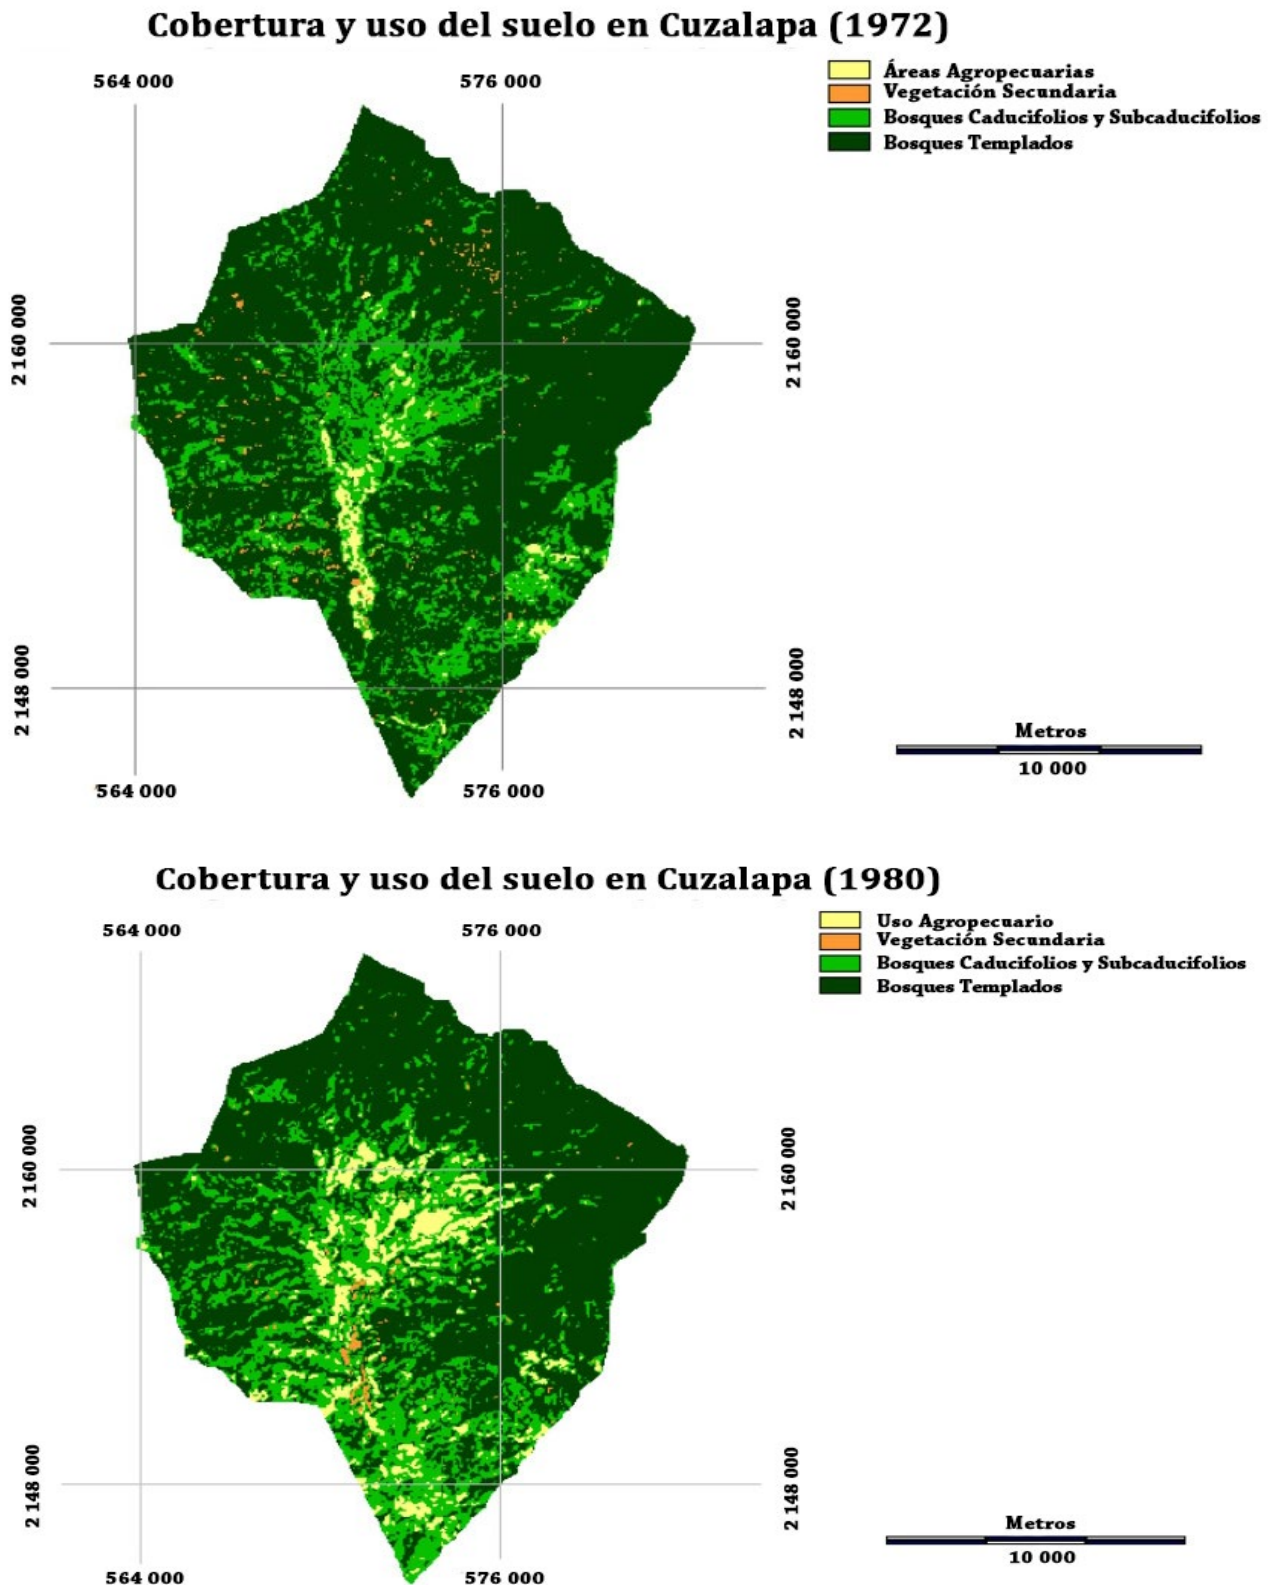 Cobertura y uso del suelo en Cuzalapa (1972)
564 000
576 000
Áreas Agropecuarias
Vegetación Secundaria
Bosques Caducifolios y Subcaducifolios
Bosques Templados
2 160 000
2 160 000
2 148 000
2 148 000
Metros
10 000
564 000
576 000
Cobertura y uso del suelo en Cuzalapa (1980)
564 000
576 000
Uso Agropecuario
Vegetación Secundaria
Bosques Caducifolios y Subcaducifolios
Bosques Templados
2 160 000
2 160 000
2 148 000
2 148 000
Metros
10 000
564 000
576 000